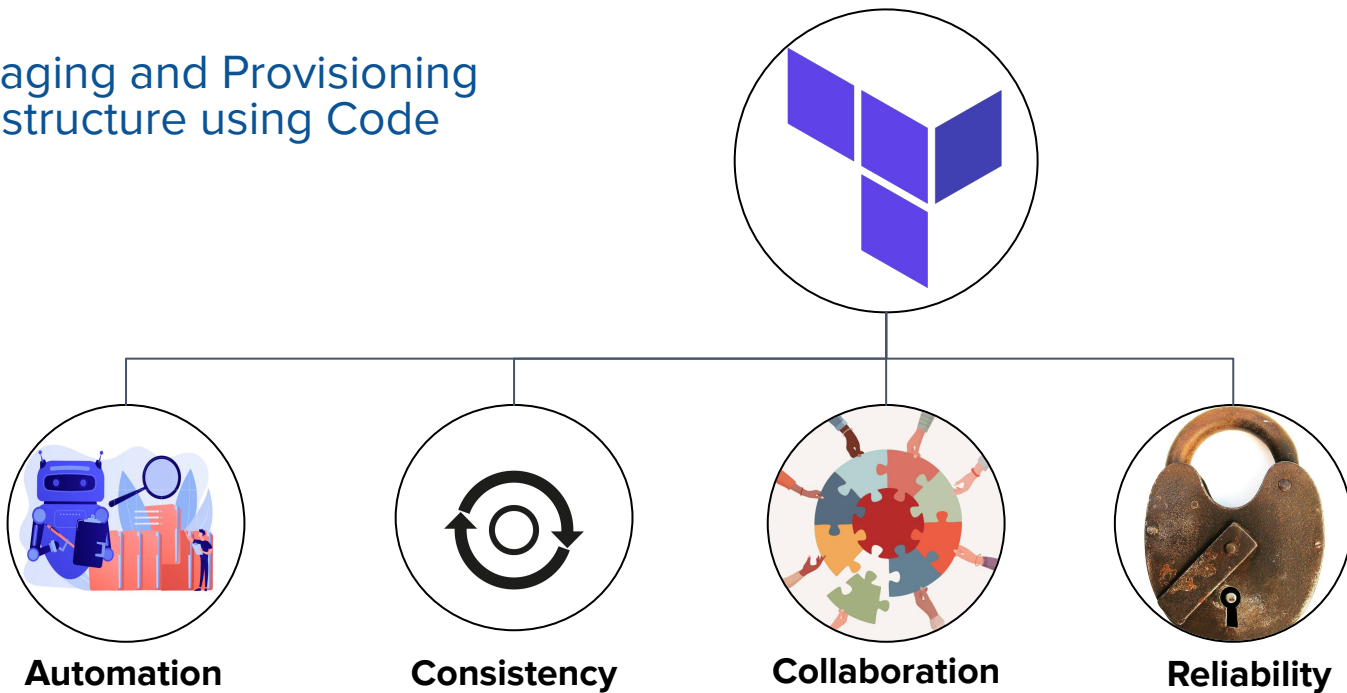 aging and Provisioning
structure using Code
Automation
Consistency
Collaboration
Reliability